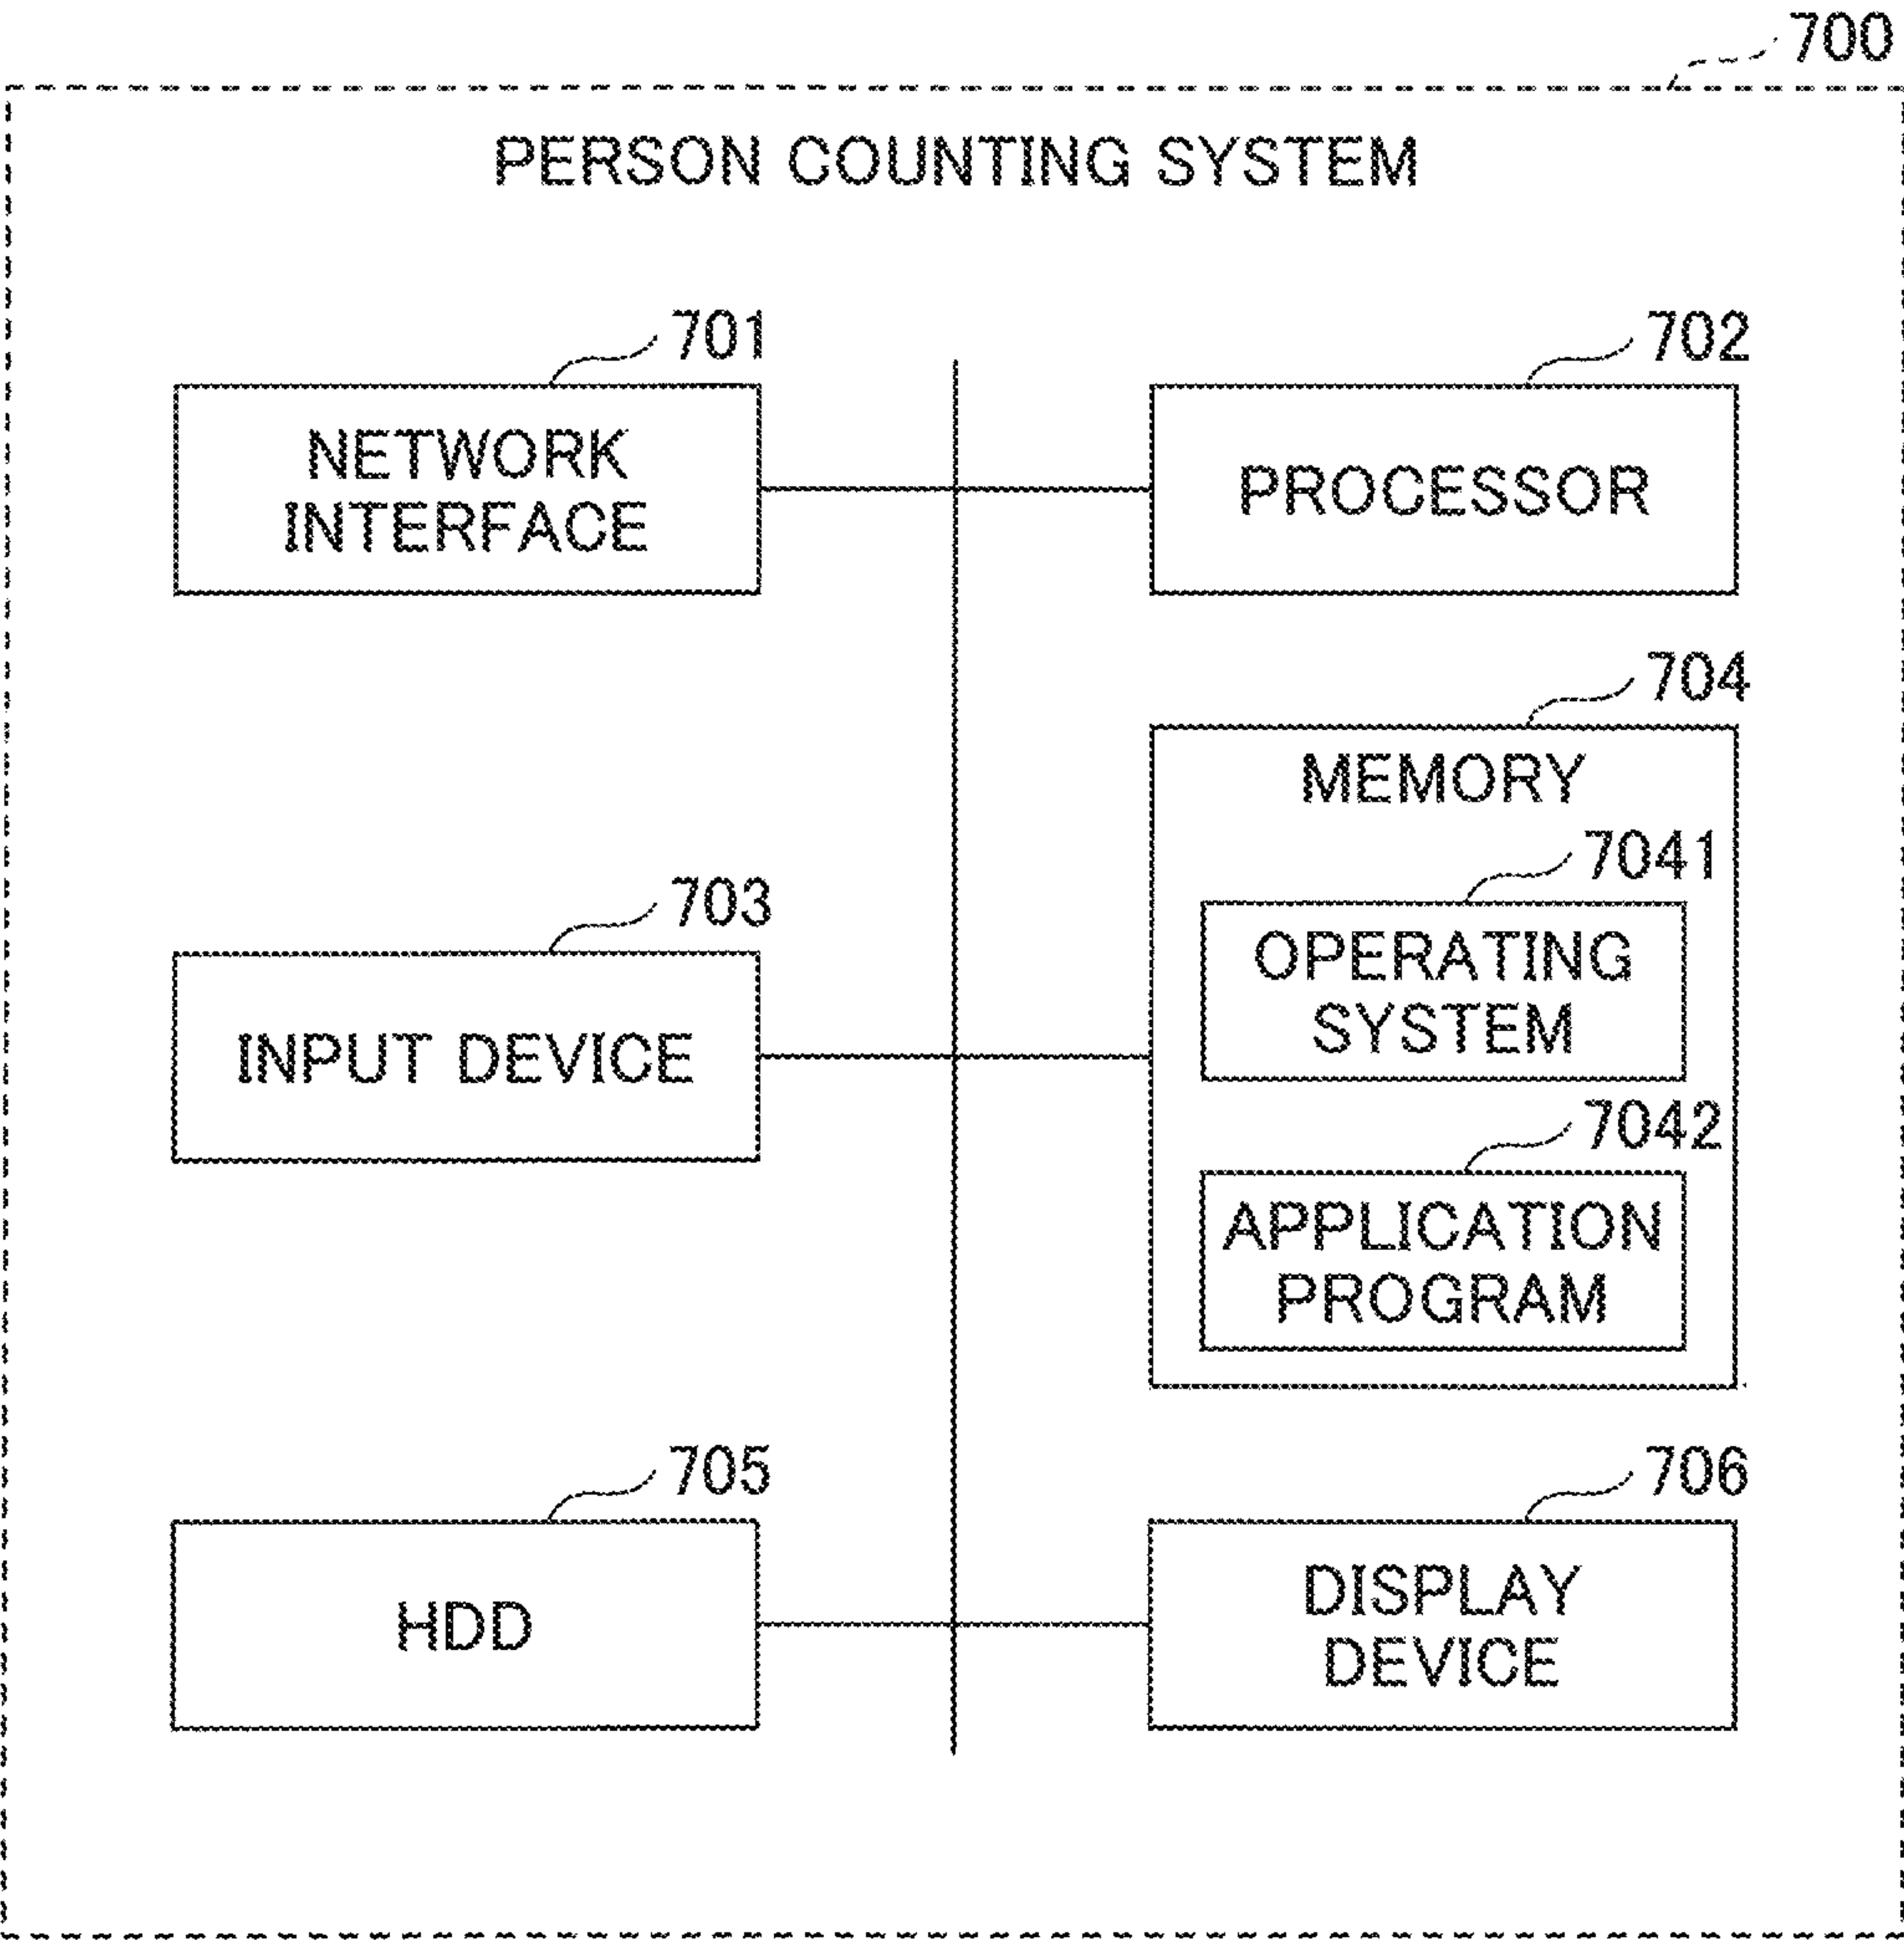 700
PERSON COUNTING SYSTEM
701
NETWORK
INTERFACE
702
PROCESSOR
703
INPUT DEVICE
704
MEMORY
7041
OPERATING
SYSTEM
7042
APPLICATION
PROGRAM
705
HDD
706
DISPLAY
DEVICE